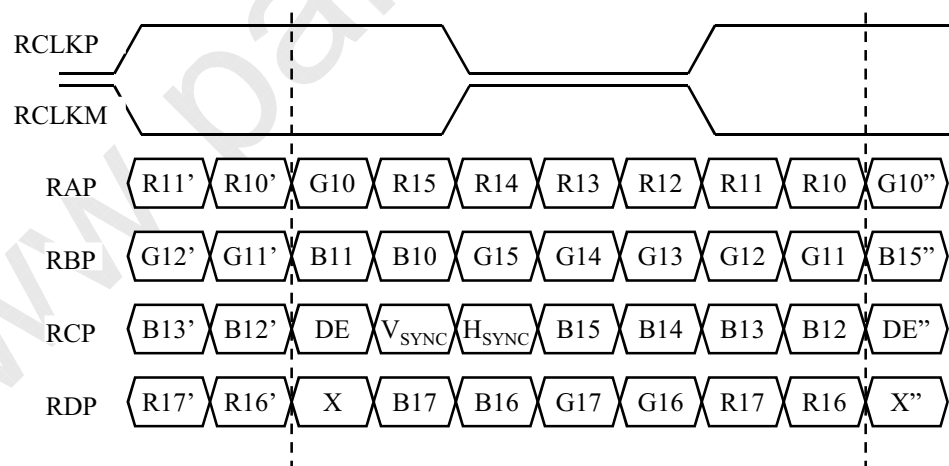 RCLKP
RCLKM
RAP R11’ R10’ G10 R15 R14 R13 R12 R11 R10 G10”
RBP G12’ G11’ B11 B10 G15 G14 G13 G12 G11 B15”
RCP B13’ B12’ DE VSYNC HSYNC B15 B14 B13 B12 DE”
RDP R17’ R16’ X B17 B16 G17 G16 R17 R16 X”